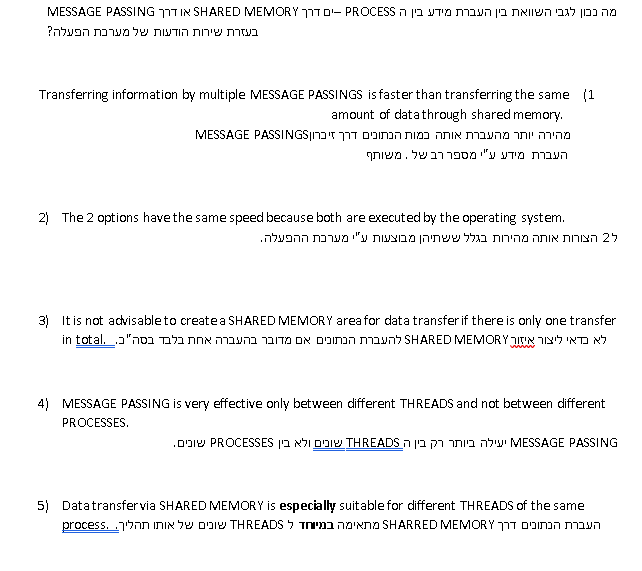 מה נכון לגבי השוואת בין העברת מידע בין ה PROCESS –ים דרך SHARED MEMORY או דרך MESSAGE PASSING
בעזרת שירות הודעות של מערכת הפעלה?
1) Transferring information by multiple MESSAGE PASSINGS is faster than transferring the same
amount of data through shared memory.
מהירה יותר מהעברת אותה כמות הנתונים דרך זיכרון MESSAGE PASSINGS
העברת מידע ע"י מספר רב של . משותף
2) The 2 options have the same speed because both are executed by the operating system.
ל2 הצורות אותה מהירות בגלל ששתיהן מבוצעות ע"י מערכת ההפעלה.
3) It is not advisable to create a SHARED MEMORY area for data transfer if there is only one transfer
in total. לא כדאי ליצור איזור SHARED MEMORY להעברת הנתונים אם מדובר בהעברה אחת בלבד בסה"כ.
4) MESSAGE PASSING is very effective only between different THREADS and not between different
PROCESSES.
MESSAGE PASSING יעילה ביותר רק בין ה THREADS שונים ולא בין PROCESSES שונים.
5) Data transfer via SHARED MEMORY is especially suitable for different THREADS of the same
process. העברת הנתונים דרך SHARRED MEMORY מתאימה במיוחד ל THREADS שונים של אותו תהליך.